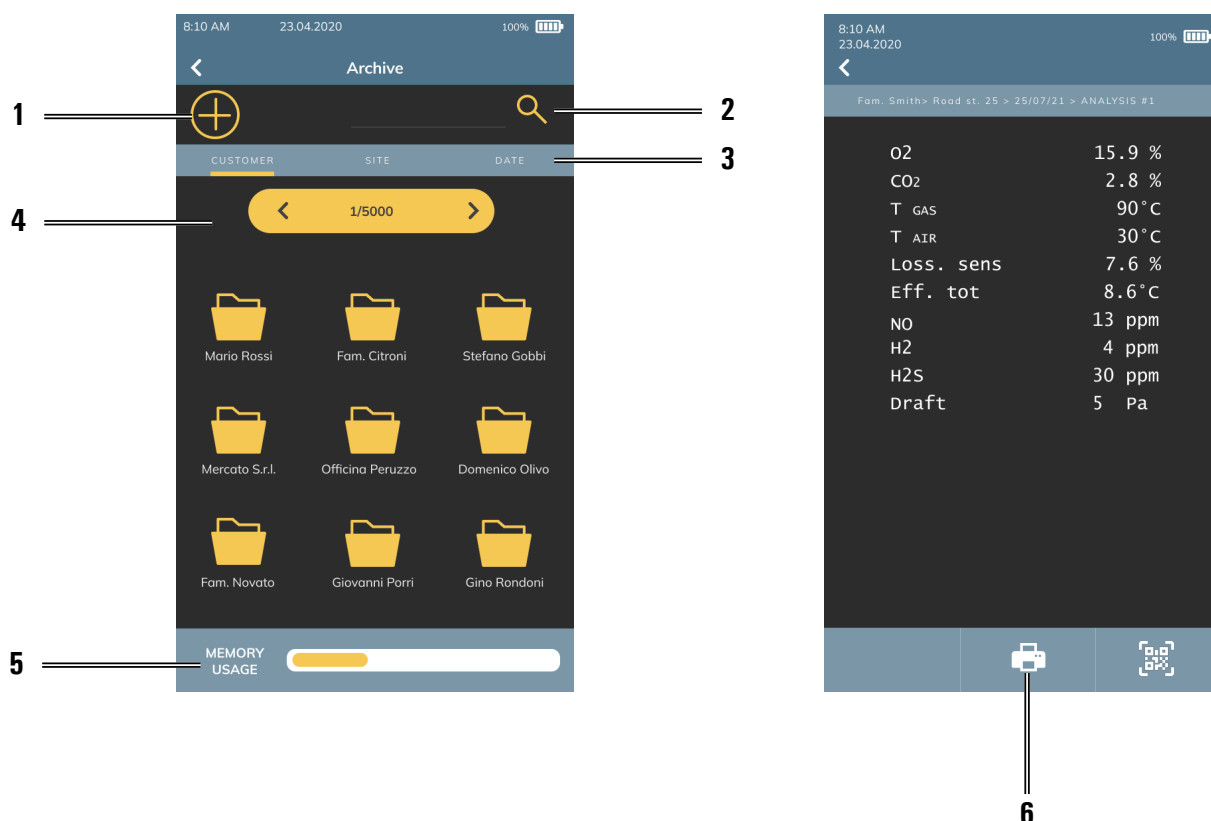 8:10 AM 23.04.2020 100%
Archive
1
2
CUSTOMER SITE DATE
3
4
1/5000
Mario Rossi Fam. Citroni Stefano Gobbi
Mercato S.r.l. Officina Peruzzo Domenico Olivo
Fam. Novato Giovanni Porri Gino Rondoni
5
MEMORY
USAGE
8:10 AM
23.04.2020
100%
Fam. Smith> Road st. 25 > 25/07/21 > ANALYSIS #1
O2 15.9 %
CO2 2.8 %
T GAS 90°C
T AIR 30°C
Loss. sens 7.6 %
Eff. tot 8.6°C
NO 13 ppm
H2 4 ppm
H2S 30 ppm
Draft 5 Pa
6